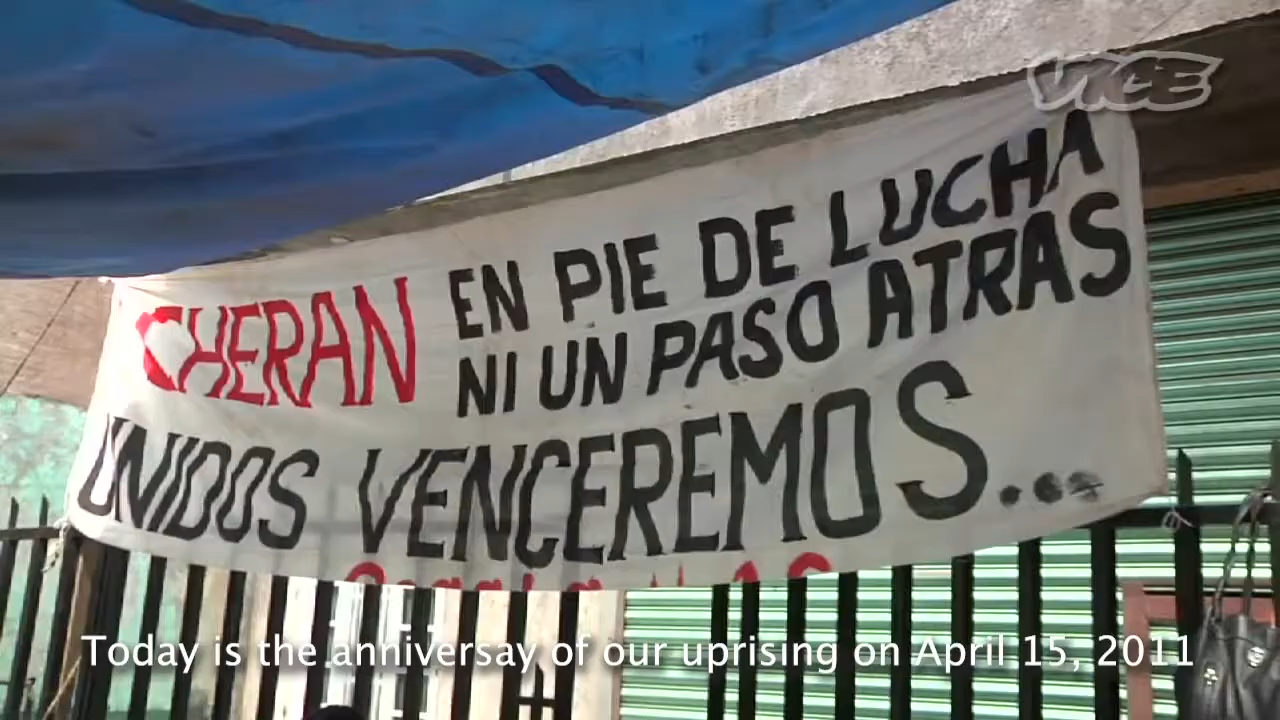 VICE
CHERAN EN PIE DE LUCHA
NI UN PASO ATRAS
UNIDOS VENCEREMOS...
Today is the anniversay of our uprising on April 15, 2011